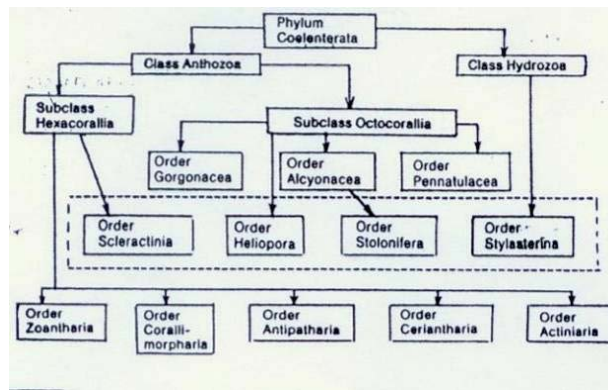 Phylum
Coelenterata
Class Anthozoa
Class Hydrozoa
Subclass
Hexacorallia
Subclass Octocorallia
Order
Gorgonacea
Order
Alcyonacea
Order
Pennatulacea
Order
Scleractinia
Order
Heliopora
Order
Stolonifera
Order
Stylasterina
Order
Zoantharia
Order
Coralli-
morpharia
Order
Antipatharia
Order
Ceriantharia
Order
Actiniaria